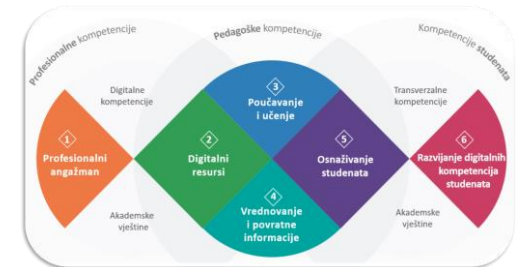 Profesionalne kompetencije
Pedagoške kompetencije
Kompetencije studenata
Digitalne
kompetencije
Transverzalne
kompetencije
1
Profesionalni
angažman
2
Digitalni
resursi
3
Poučavanje
i učenje
4
Vrednovanje
i povratne
informacije
5
Osnaživanje
studenata
6
Razvijanje digitalnih
kompetencija
studenata
Akademske
vještine
Akademske
vještine